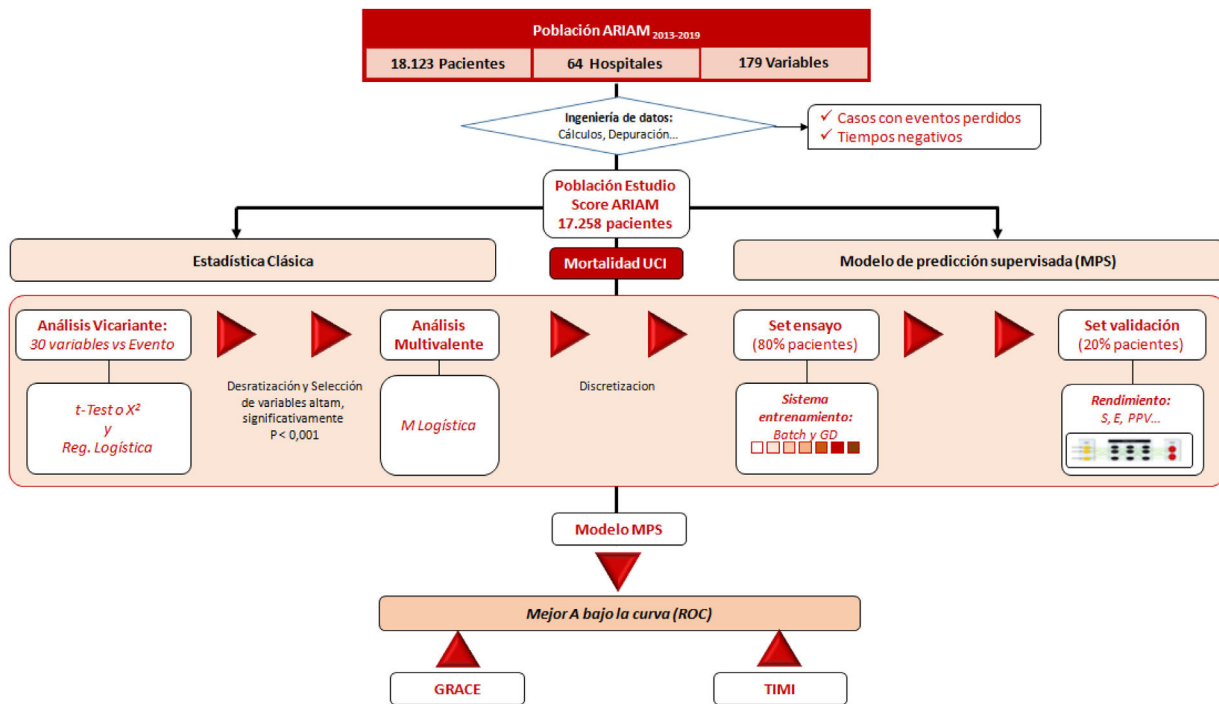 Población ARIAM 2013-2019
18.123 Pacientes
64 Hospitales
179 Variables
Ingeniería de datos:
Cálculos, Depuración...
✓ Casos con eventos perdidos
✓ Tiempos negativos
Población Estudio
Score ARIAM
17.258 pacientes
Estadística Clásica
Mortalidad UCI
Modelo de predicción supervisada (MPS)
Análisis Vicariante:
30 variables vs Evento
t-Test o X²
y
Reg. Logística
Desratización y Selección
de variables altam,
significativamente
P < 0,001
Análisis
Multivalente
M Logística
Discretizacion
Set ensayo
(80% pacientes)
Sistema
entrenamiento:
Batch y GD
Set validación
(20% pacientes)
Rendimiento:
S, E, PPV...
Modelo MPS
Mejor A bajo la curva (ROC)
GRACE
TIMI